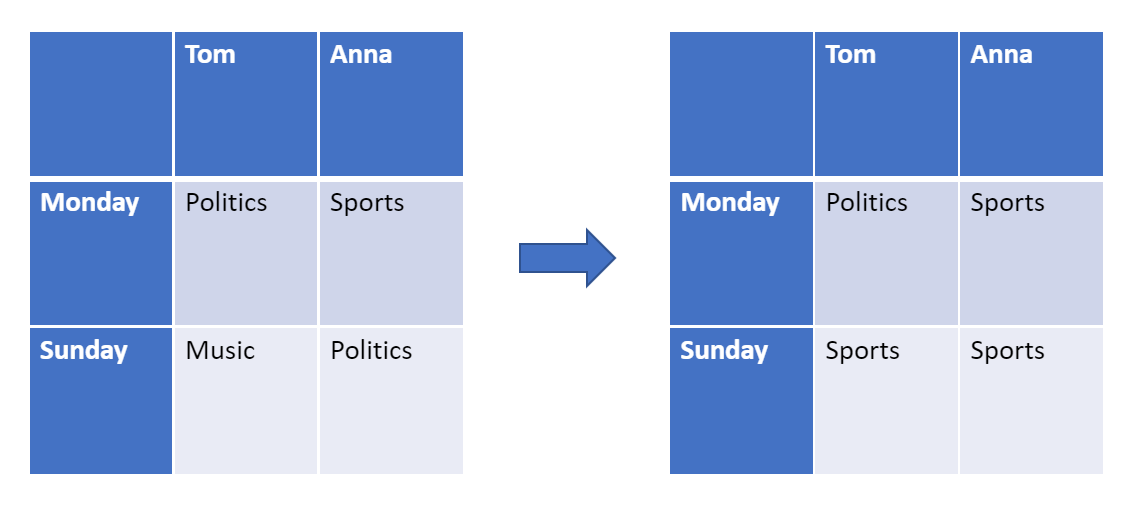 Tom Anna
Monday Politics Sports
Sunday Music Politics
Tom Anna
Monday Politics Sports
Sunday Sports Sports